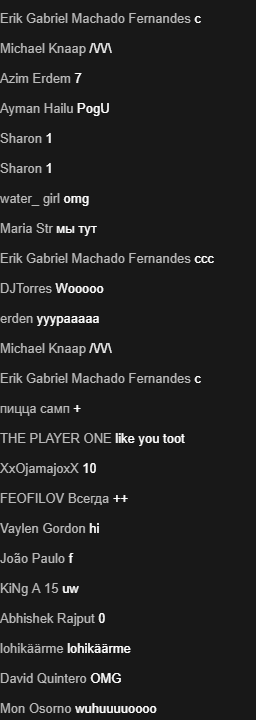 Erik Gabriel Machado Fernandes c
Michael Knaap /\/\/\
Azim Erdem 7
Ayman Hailu PogU
Sharon 1
Sharon 1
water_ girl omg
Maria Str мы тут
Erik Gabriel Machado Fernandes ccc
DJTorres Wooooo
erden yyypaaaaa
Michael Knaap /\/\/\
Erik Gabriel Machado Fernandes c
пицца самп +
THE PLAYER ONE like you toot
XxOjamajoxX 10
FEOFILOV Всегда ++
Vaylen Gordon hi
João Paulo f
KiNg A 15 uw
Abhishek Rajput 0
lohikäärme lohikäärme
David Quintero OMG
Mon Osorno wuhuuuuoooo